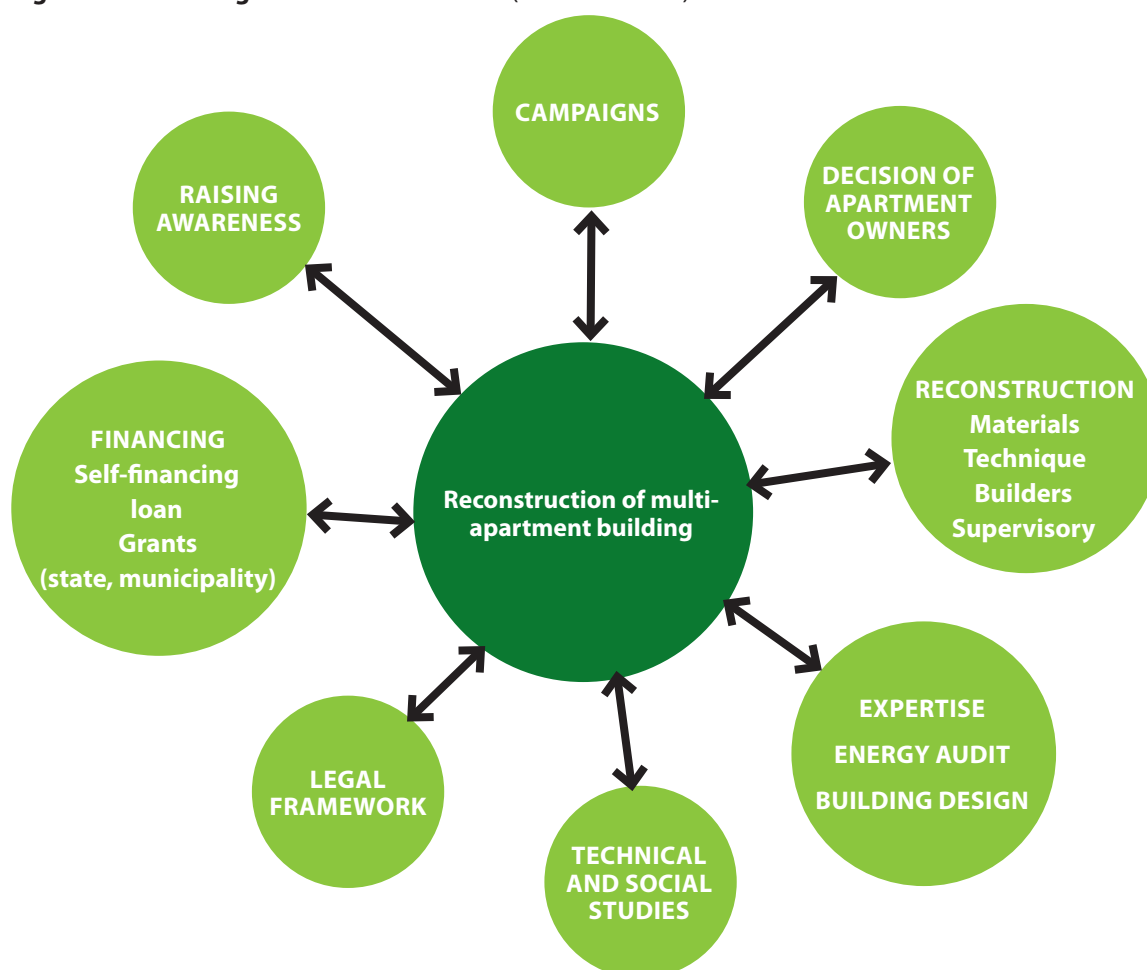 CAMPAIGNS
RAISING
AWARENESS
DECISION OF
APARTMENT
OWNERS
RECONSTRUCTION
Materials
Technique
Builders
Supervisory
FINANCING
Self-financing
loan
Grants
(state, municipality)
Reconstruction of multi-
apartment building
EXPERTISE
ENERGY AUDIT
BUILDING DESIGN
LEGAL
FRAMEWORK
TECHNICAL
AND SOCIAL
STUDIES